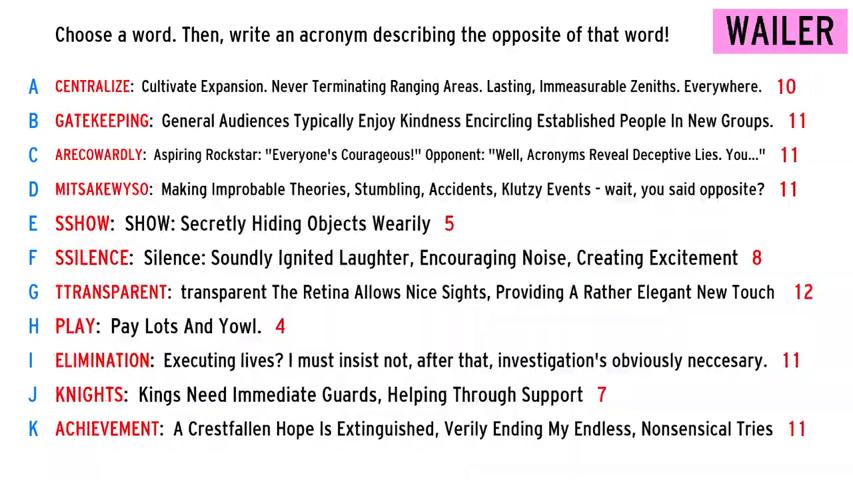 Choose a word. Then, write an acronym describing the opposite of that word!
WAILER
A CENTRALIZE: Cultivate Expansion. Never Terminating Ranging Areas. Lasting, Immeasurable Zeniths. Everywhere. 10
B GATEKEEPING: General Audiences Typically Enjoy Kindness Encircling Established People In New Groups. 11
C ARECOWARDLY: Aspiring Rockstar: "Everyone's Courageous!" Opponent: "Well, Acronyms Reveal Deceptive Lies. You..." 11
D MITSAKEWYSO: Making Improbable Theories, Stumbling, Accidents, Klutzy Events - wait, you said opposite? 11
E SSHOW: SHOW: Secretly Hiding Objects Wearily 5
F SSILENCE: Silence: Soundly Ignited Laughter, Encouraging Noise, Creating Excitement 8
G TTRANSPARENT: transparent The Retina Allows Nice Sights, Providing A Rather Elegant New Touch 12
H PLAY: Pay Lots And Yowl. 4
I ELIMINATION: Executing lives? I must insist not, after that, investigation's obviously neccesary. 11
J KNIGHTS: Kings Need Immediate Guards, Helping Through Support 7
K ACHIEVEMENT: A Crestfallen Hope Is Extinguished, Verily Ending My Endless, Nonsensical Tries 11